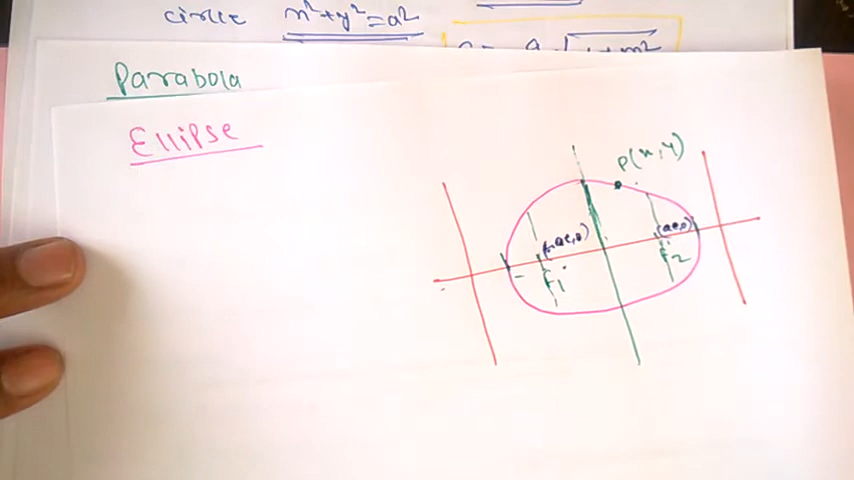 circle x²+y²=a²
Parabola
Ellipse
P(x,y)
(-ae,0)
(ae,0)
F1
F2